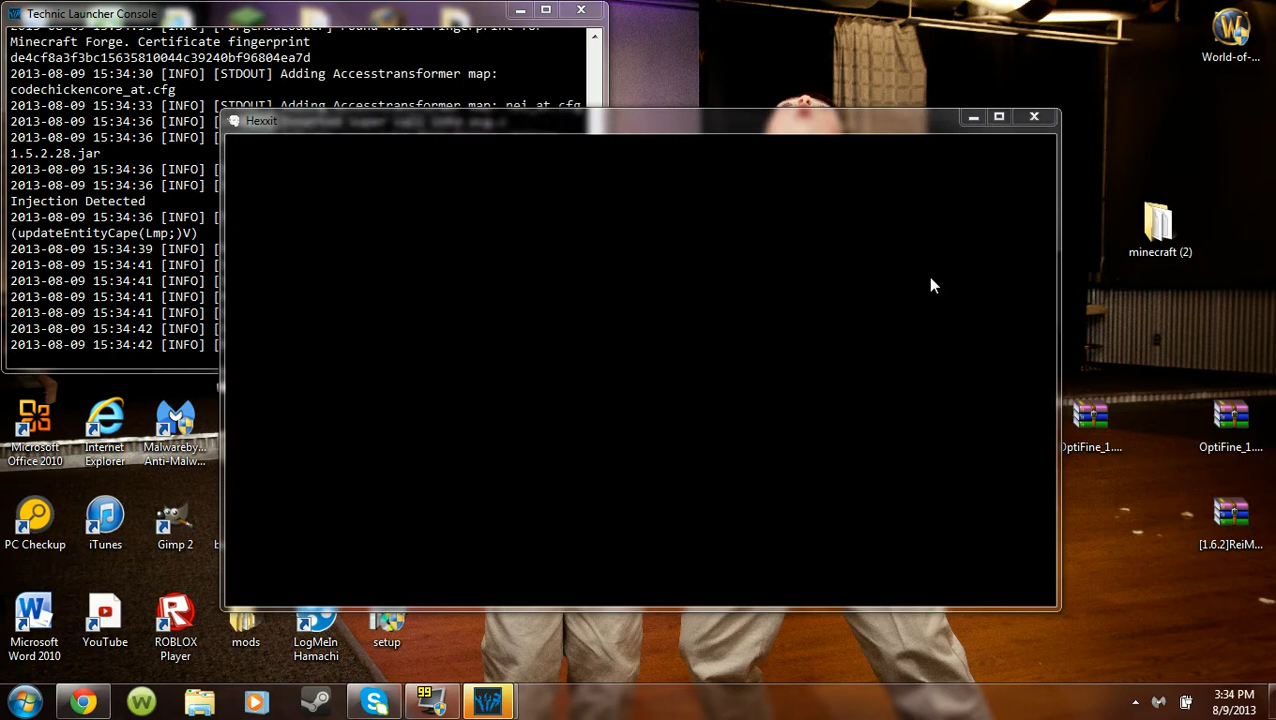 Technic Launcher Console
Minecraft Forge. Certificate fingerprint
de4cf8a3f3bc15635810044c39240bf96804ea7d
2013-08-09 15:34:30 [INFO] [STDOUT] Adding Accesstransformer map:
codechickencore_at.cfg
2013-08-09 15:34:33 [INFO] [STDOUT] Adding Accesstransformer map: nei_at.cfg
2013-08-09 15:34:36 [INFO] [
2013-08-09 15:34:36 [INFO] [
1.5.2.28.jar
2013-08-09 15:34:36 [INFO] [
2013-08-09 15:34:36 [INFO] [
Injection Detected
2013-08-09 15:34:36 [INFO] [
(updateEntityCape(Lmp;)V)
2013-08-09 15:34:39 [INFO] [
2013-08-09 15:34:41 [INFO] [
2013-08-09 15:34:41 [INFO] [
2013-08-09 15:34:41 [INFO] [
2013-08-09 15:34:41 [INFO] [
2013-08-09 15:34:42 [INFO] [
2013-08-09 15:34:42 [INFO] [
Hexxit
World-of-...
minecraft (2)
Microsoft
Office 2010
Internet
Explorer
Malwareby...
Anti-Malw...
OptiFine_1....
OptiFine_1....
PC Checkup
iTunes
Gimp 2
[1.6.2]ReiM...
Microsoft
Word 2010
YouTube
ROBLOX
Player
mods
LogMeIn
Hamachi
setup
99
3:34 PM
8/9/2013